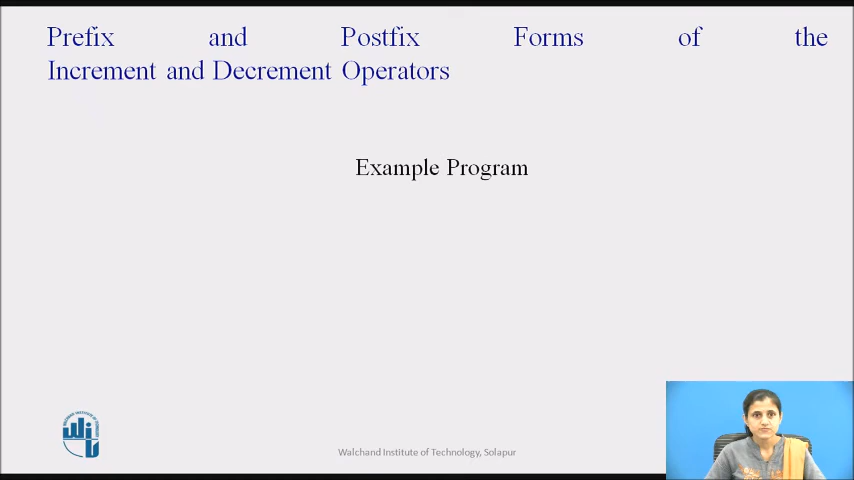 Prefix and Postfix Forms of the
Increment and Decrement Operators
Example Program
Walchand Institute of Technology, Solapur